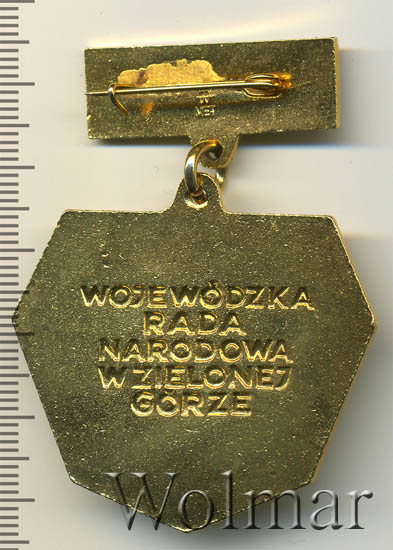 WOJEWÓDZKA
RADA
NARODOWA
W ZIELONEJ
GÓRZE
Wolmar